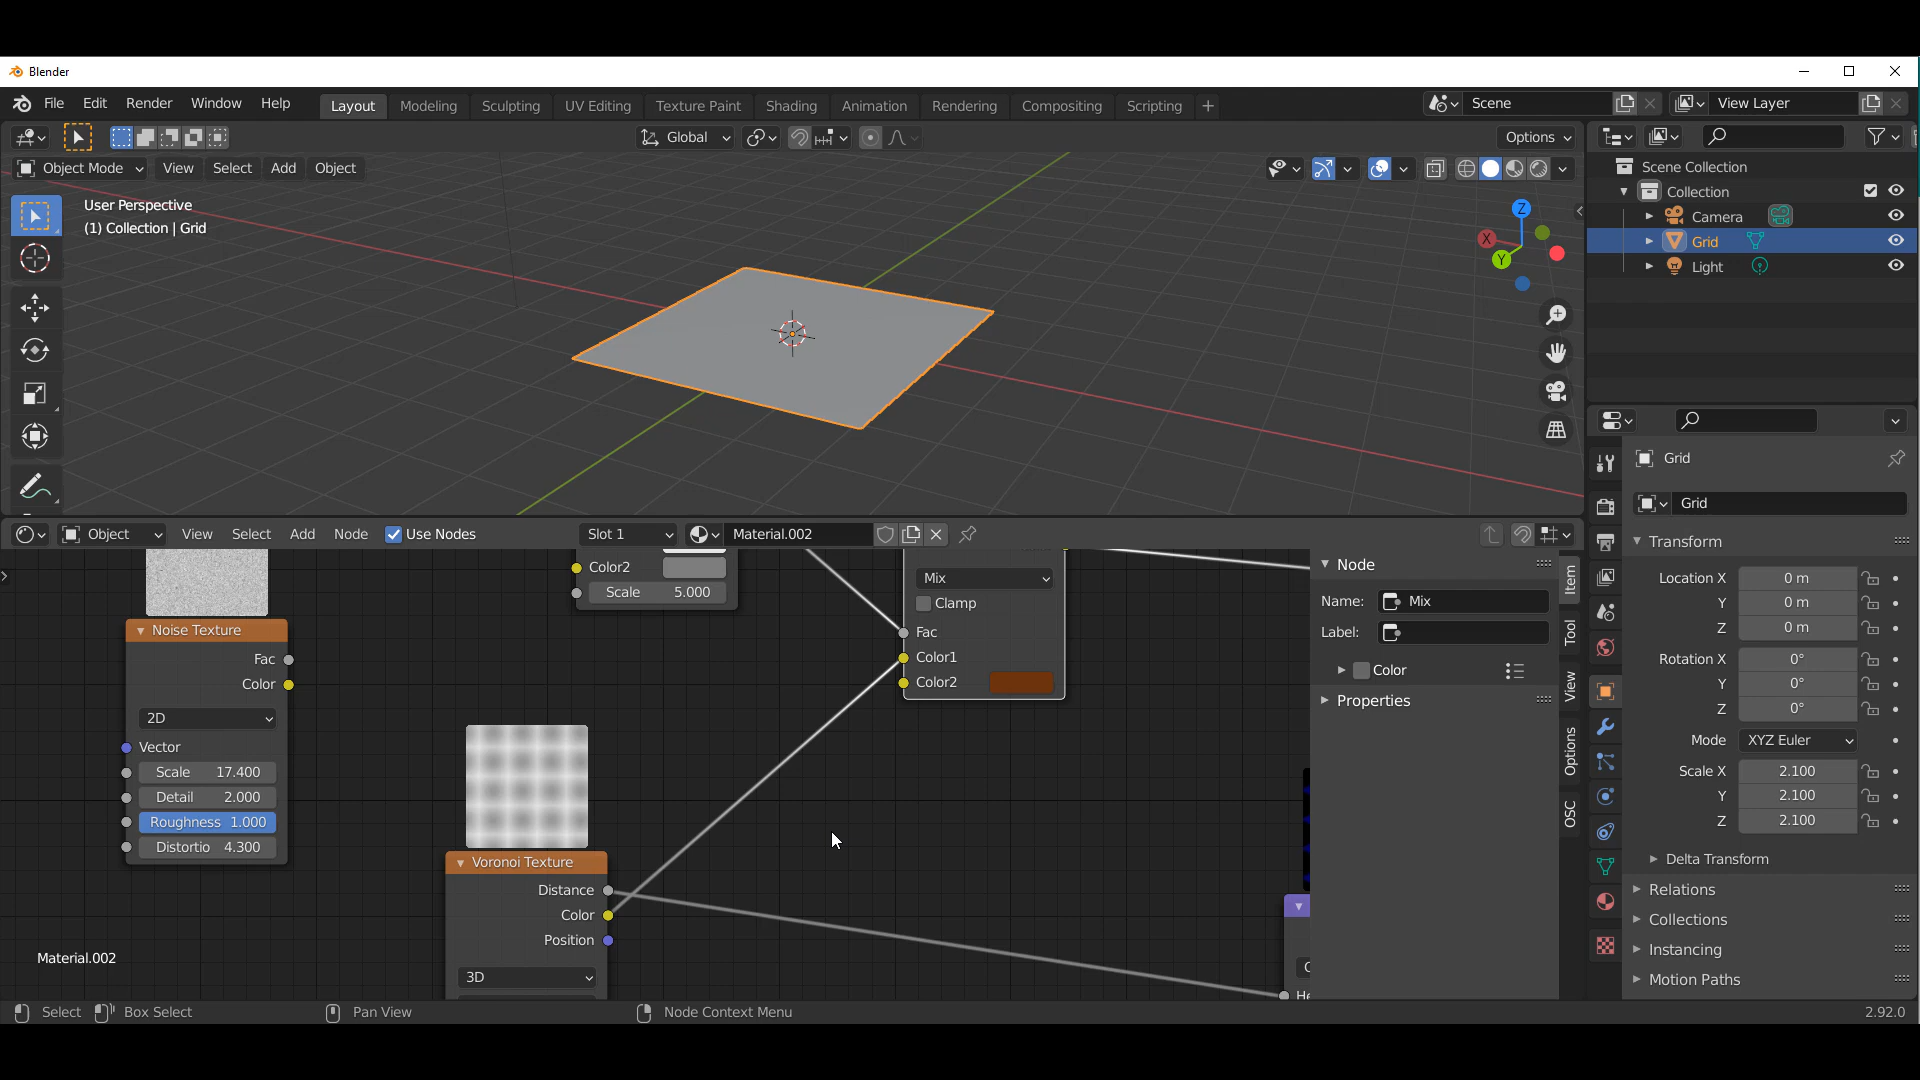 Blender
File Edit Render Window Help Layout Modeling Sculpting UV Editing Texture Paint Shading Animation Rendering Compositing Scripting + Scene View Layer
Global Options
Object Mode View Select Add Object
User Perspective
(1) Collection | Grid
Z
X
Y
Scene Collection
Collection
Camera
Grid
Light
Grid
Grid
Transform
Location X 0 m
Y 0 m
Z 0 m
Rotation X 0°
Y 0°
Z 0°
Mode XYZ Euler
Scale X 2.100
Y 2.100
Z 2.100
Delta Transform
Relations
Collections
Instancing
Motion Paths
Object View Select Add Node Use Nodes Slot 1 Material.002
Noise Texture
Fac
Color
2D
Vector
Scale 17.400
Detail 2.000
Roughness 1.000
Distortio 4.300
Color2
Scale 5.000
Mix
Clamp
Fac
Color1
Color2
Voronoi Texture
Distance
Color
Position
3D
Node
Name: Mix
Label:
Color
Properties
Item
Tool
View
Options
OSC
He
Material.002
Select Box Select Pan View Node Context Menu 2.92.0